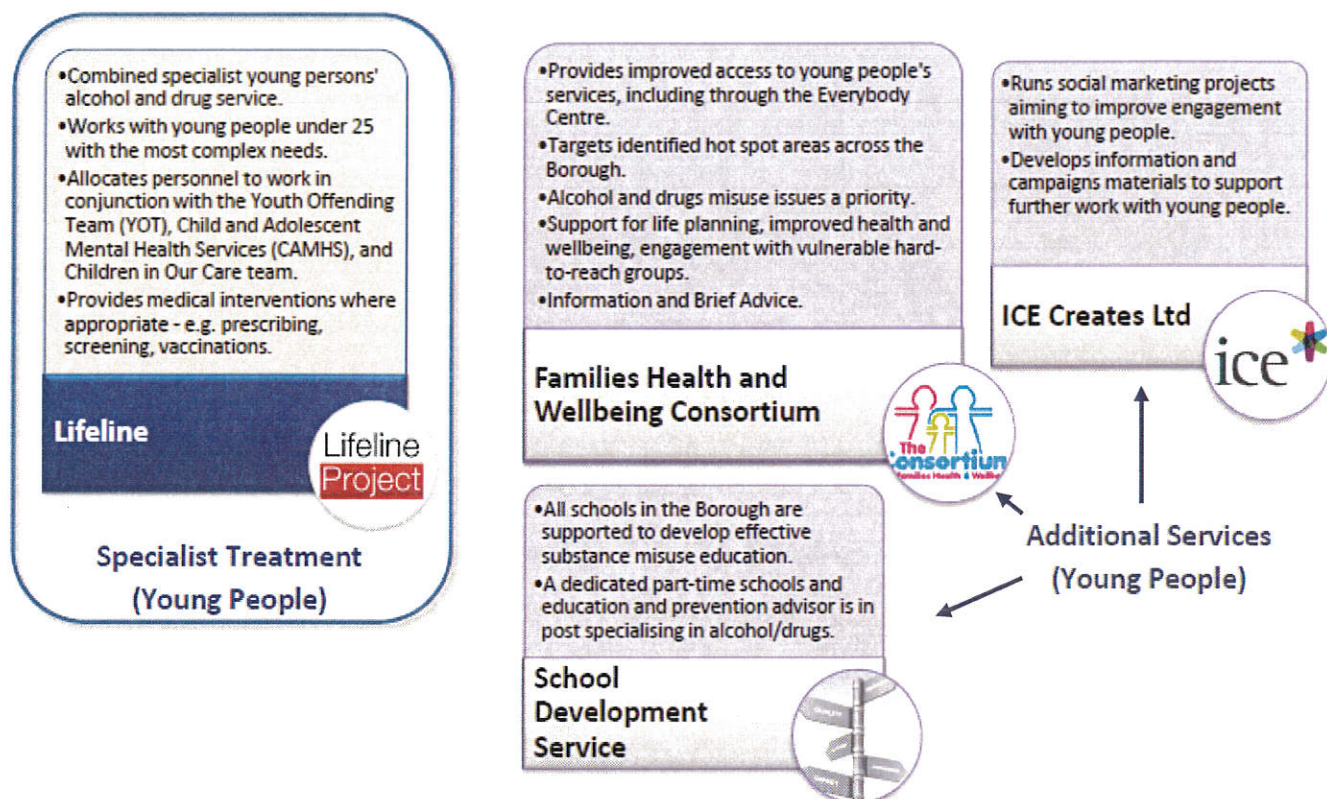 •Combined specialist young persons'
alcohol and drug service.
•Works with young people under 25
with the most complex needs.
•Allocates personnel to work in
conjunction with the Youth Offending
Team (YOT), Child and Adolescent
Mental Health Services (CAMHS), and
Children in Our Care team.
•Provides medical interventions where
appropriate - e.g. prescribing,
screening, vaccinations.
Lifeline
Lifeline
Project
Specialist Treatment
(Young People)
•Provides improved access to young people's
services, including through the Everybody
Centre.
•Targets identified hot spot areas across the
Borough.
•Alcohol and drugs misuse issues a priority.
•Support for life planning, improved health and
wellbeing, engagement with vulnerable hard-
to-reach groups.
•Information and Brief Advice.
Families Health and
Wellbeing Consortium
The
onsortium
Families Health &
•Runs social marketing projects
aiming to improve engagement
with young people.
•Develops information and
campaigns materials to support
further work with young people.
ICE Creates Ltd
ice
•All schools in the Borough are
supported to develop effective
substance misuse education.
•A dedicated part-time schools and
education and prevention advisor is in
post specialising in alcohol/drugs.
School
Development
Service
Additional Services
(Young People)